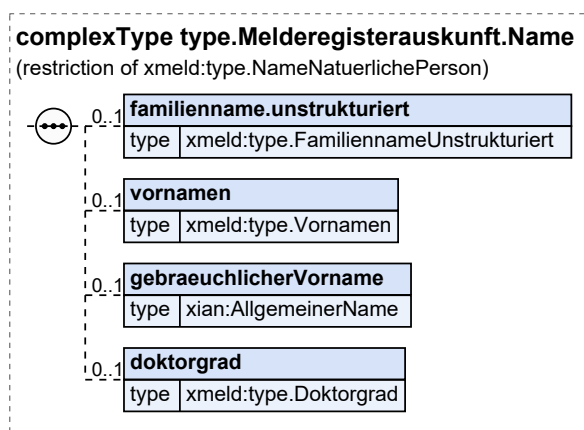 complexType type.Melderegisterauskunft.Name
(restriction of xmeld:type.NameNatuerlichePerson)
0..1 familienname.unstrukturiert
type xmeld:type.FamiliennameUnstrukturiert
0..1 vornamen
type xmeld:type.Vornamen
0..1 gebraeuchlicherVorname
type xian:AllgemeinerName
0..1 doktorgrad
type xmeld:type.Doktorgrad